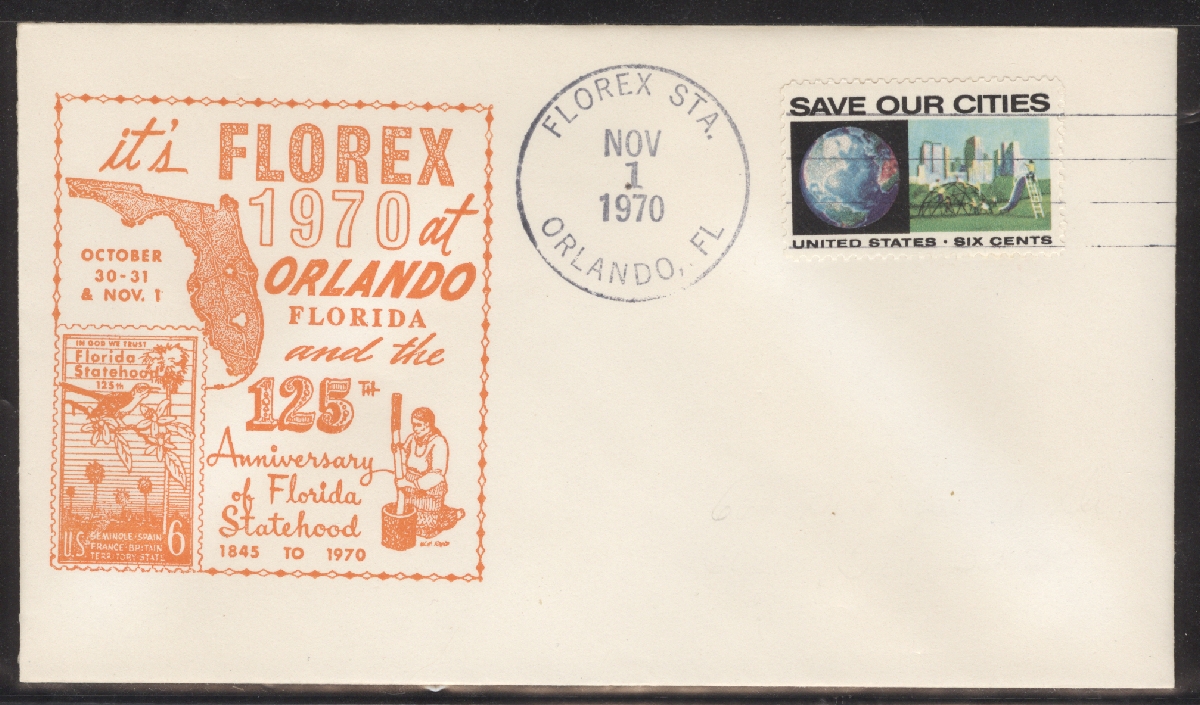 it's FLOREX
1970 at
OCTOBER
30-31
& NOV. 1
ORLANDO
FLORIDA
and the
125TH
Anniversary
of Florida
Statehood
1845 TO 1970
IN GOD WE TRUST
Florida
Statehood
125th
U.S.
SEMINOLE·SPAIN
FRANCE·BRITAIN
TERRITORY·STATE
6
FLOREX STA.
NOV
1
1970
ORLANDO, FL
SAVE OUR CITIES
UNITED STATES · SIX CENTS
6